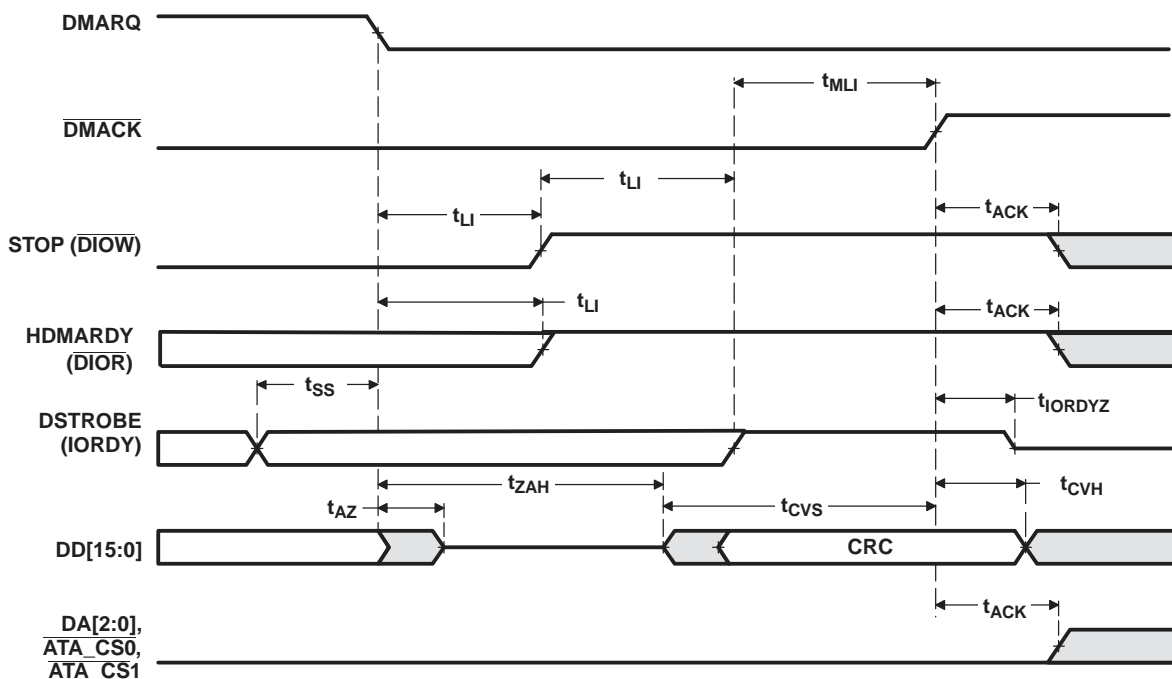 DMARQ
tMLI
DMACK
tLI
tLI
tACK
STOP (DIOW)
tLI
tACK
HDMARDY
(DIOR)
tSS
tIORDYZ
DSTROBE
(IORDY)
tZAH
tCVH
tAZ
tCVS
DD[15:0]
CRC
tACK
DA[2:0],
ATA_CS0,
ATA_CS1